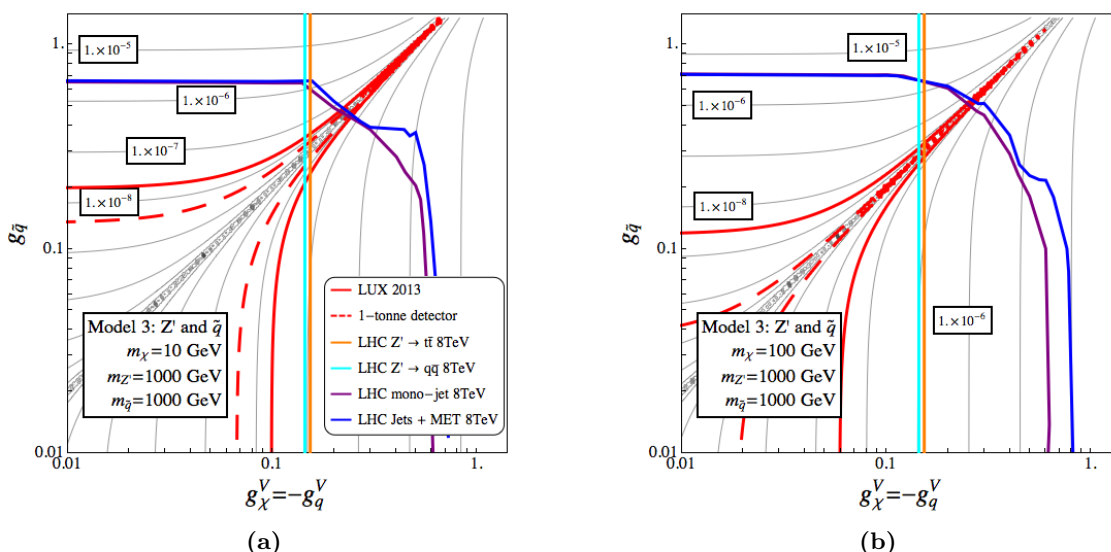 1.
1.×10⁻⁵
1.×10⁻⁶
1.×10⁻⁷
1.×10⁻⁸
0.1
0.01
g_q̃
Model 3: Z' and q̃
m_χ=10 GeV
m_Z'=1000 GeV
m_q̃=1000 GeV
LUX 2013
1-tonne detector
LHC Z' → tt̄ 8TeV
LHC Z' → qq 8TeV
LHC mono-jet 8TeV
LHC Jets + MET 8TeV
0.01
0.1
1.
g_χ^V=-g_q^V
(a)
1.
1.×10⁻⁵
1.×10⁻⁶
1.×10⁻⁸
0.1
0.01
1.×10⁻⁶
Model 3: Z' and q̃
m_χ=100 GeV
m_Z'=1000 GeV
m_q̃=1000 GeV
0.01
0.1
1.
g_χ^V=-g_q^V
(b)